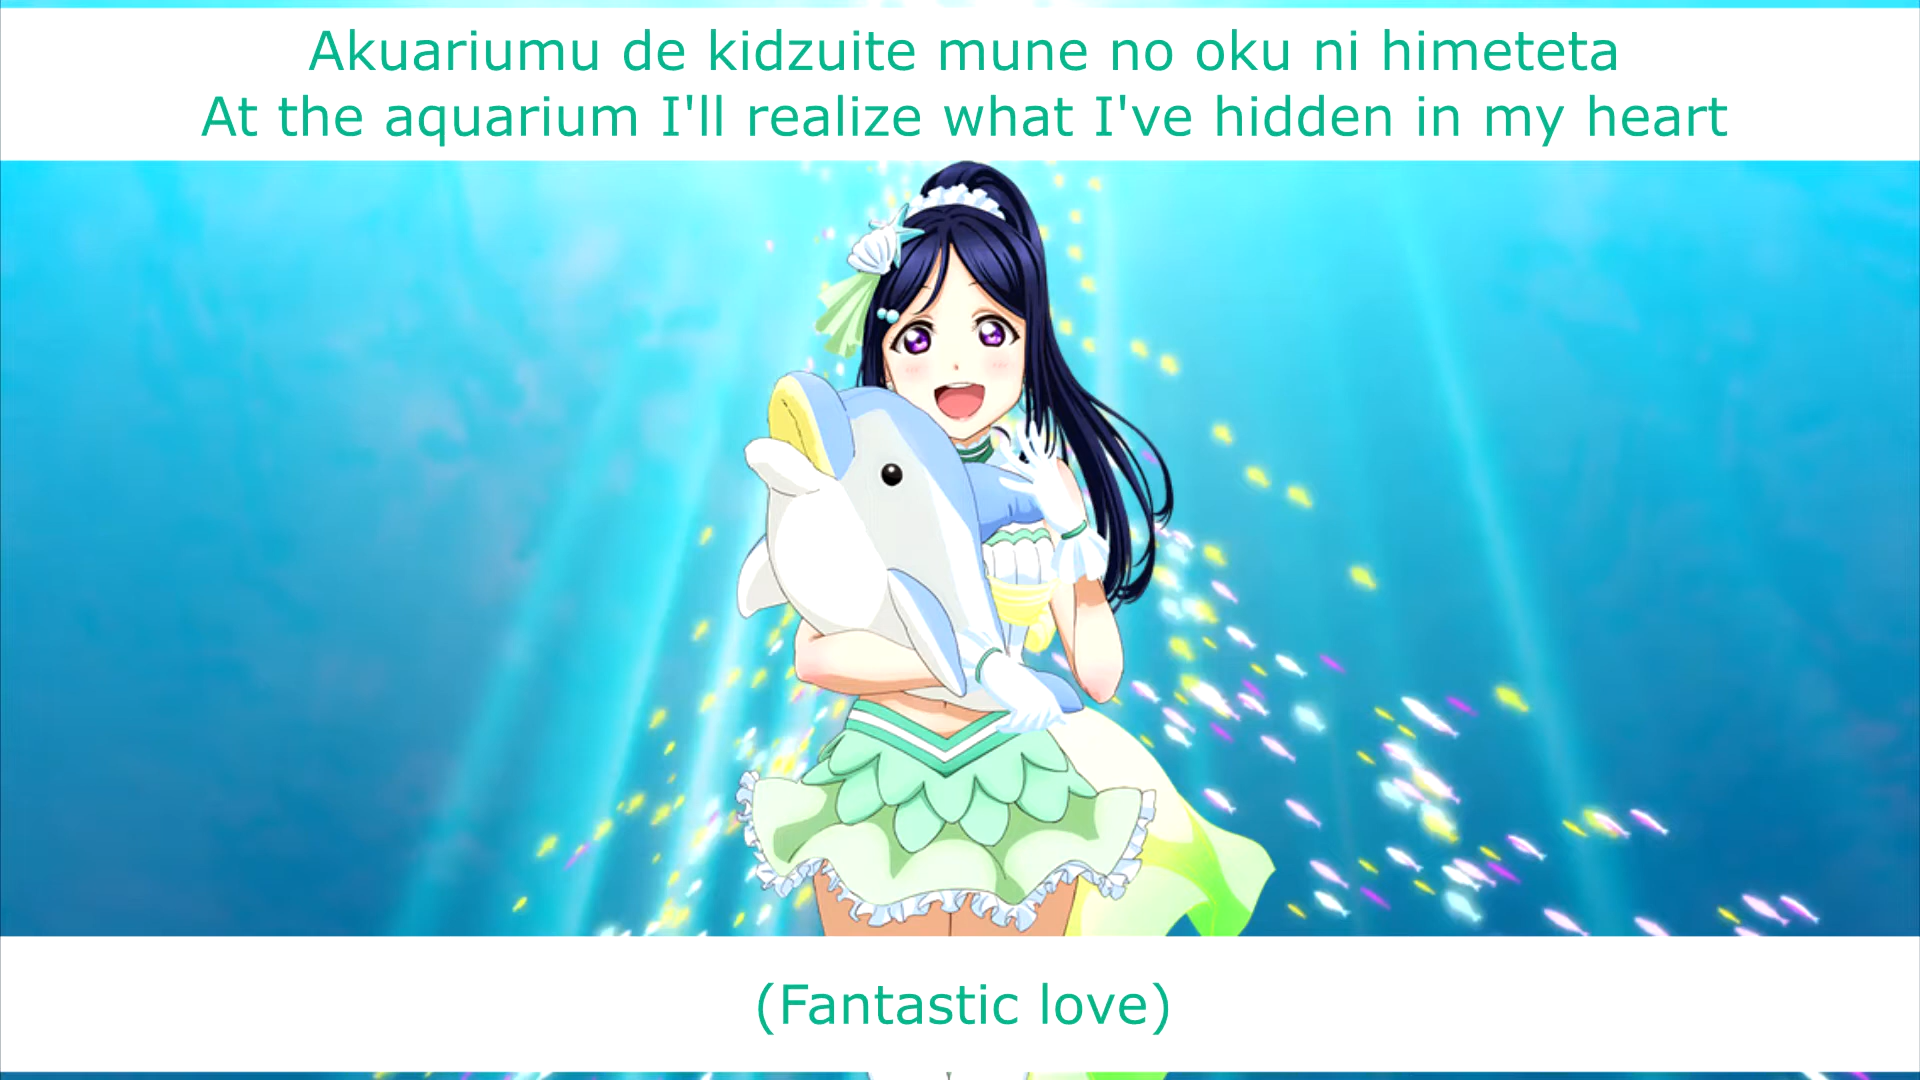 Akuariumu de kidzuite mune no oku ni himeteta
At the aquarium I'll realize what I've hidden in my heart
(Fantastic love)